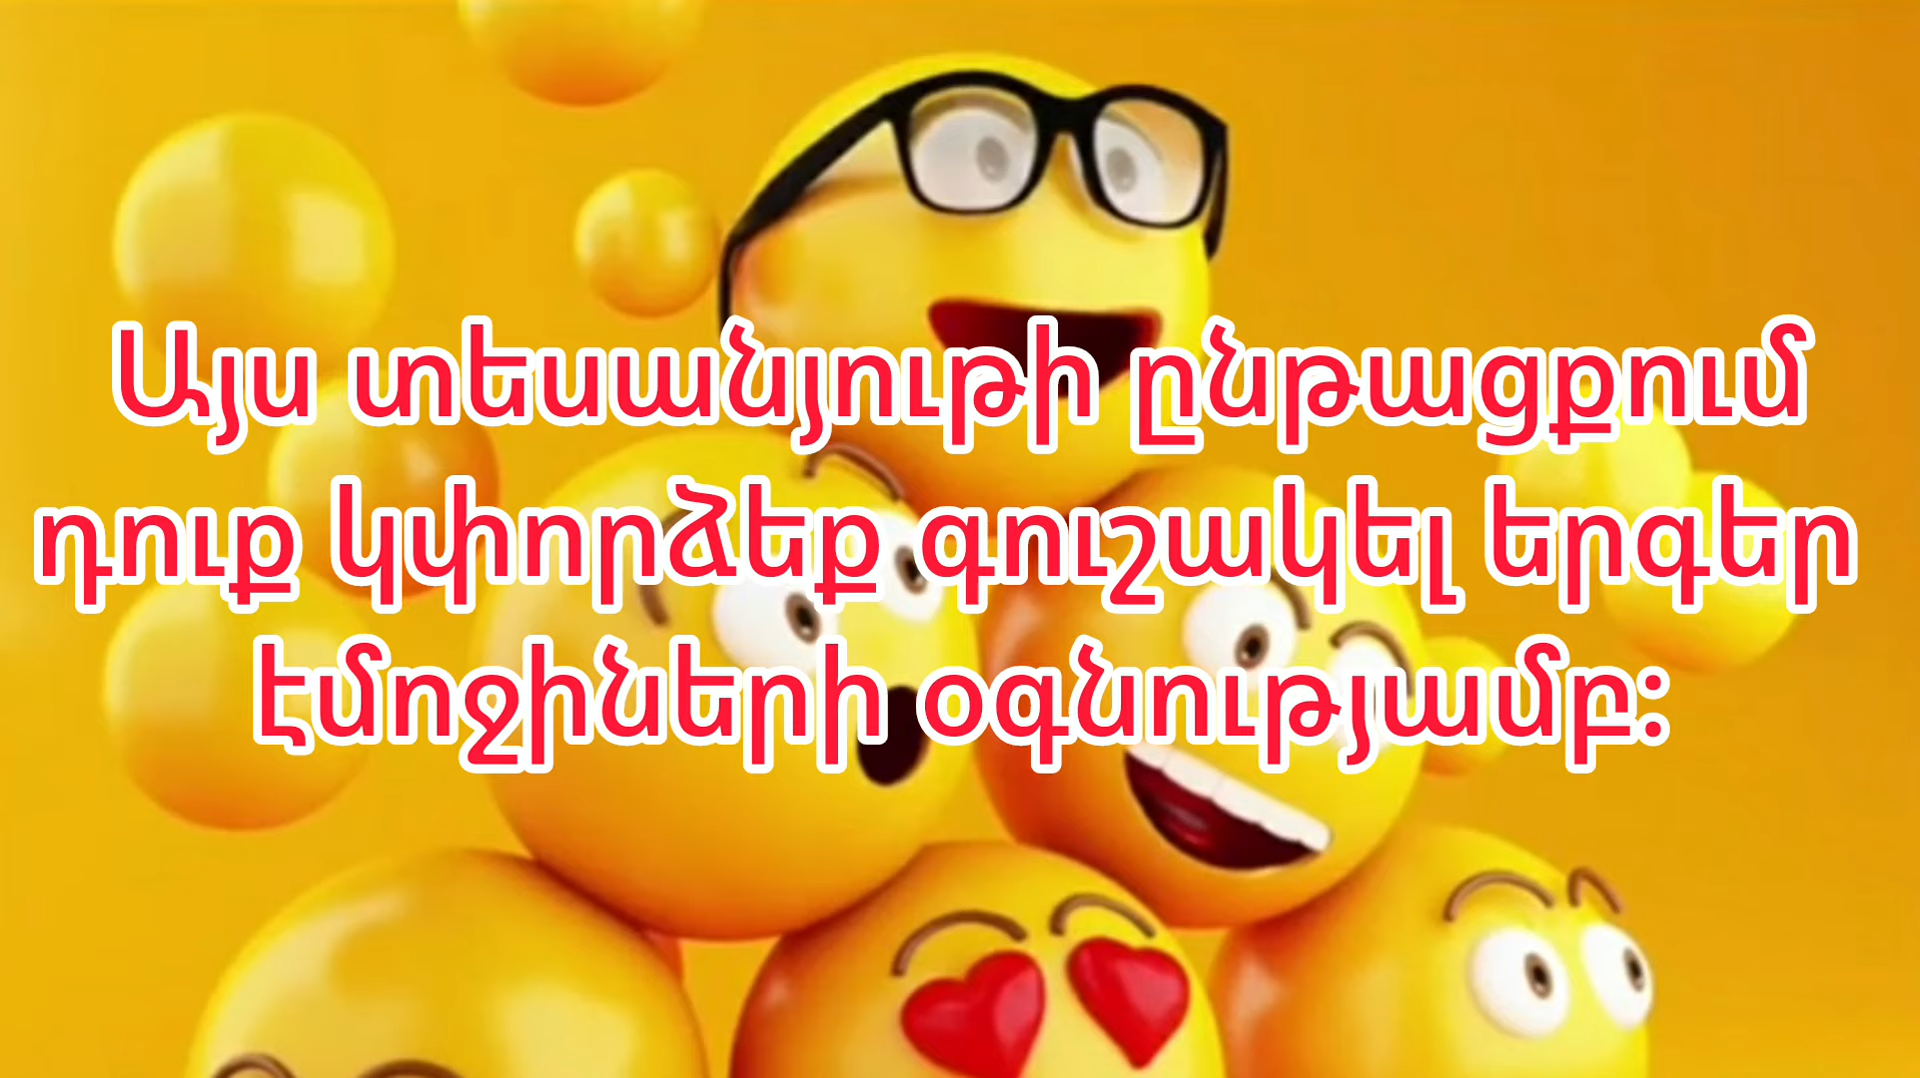 Այս տեսանյութի ընթացքում
դուք կփորձեք գուշակել երգեր
էմոջիների օգնությամբ: